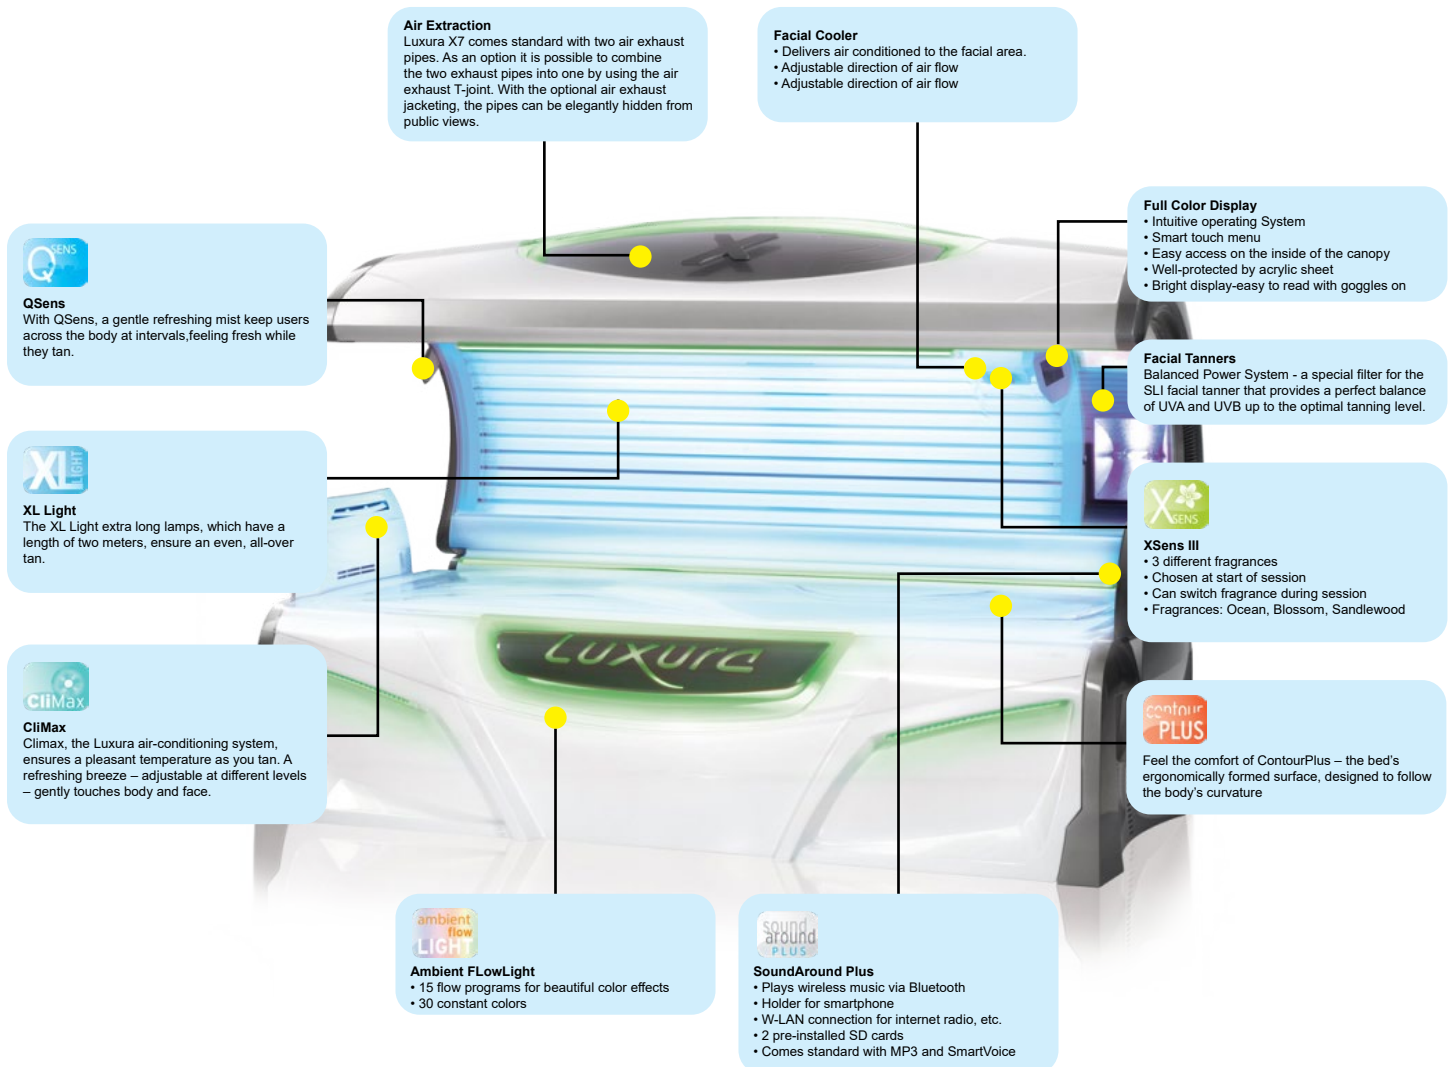 Air Extraction
Luxura X7 comes standard with two air exhaust
pipes. As an option it is possible to combine
the two exhaust pipes into one by using the air
exhaust T-joint. With the optional air exhaust
jacketing, the pipes can be elegantly hidden from
public views.
Facial Cooler
• Delivers air conditioned to the facial area.
• Adjustable direction of air flow
• Adjustable direction of air flow
Full Color Display
• Intuitive operating System
• Smart touch menu
• Easy access on the inside of the canopy
• Well-protected by acrylic sheet
• Bright display-easy to read with goggles on
QSENS
QSens
With QSens, a gentle refreshing mist keep users
across the body at intervals,feeling fresh while
they tan.
X
Facial Tanners
Balanced Power System - a special filter for the
SLI facial tanner that provides a perfect balance
of UVA and UVB up to the optimal tanning level.
XL LIGHT
XL Light
The XL Light extra long lamps, which have a
length of two meters, ensure an even, all-over
tan.
XSENS
XSens III
• 3 different fragrances
• Chosen at start of session
• Can switch fragrance during session
• Fragrances: Ocean, Blossom, Sandlewood
Luxura
CliMax
CliMax
Climax, the Luxura air-conditioning system,
ensures a pleasant temperature as you tan. A
refreshing breeze – adjustable at different levels
– gently touches body and face.
contour
PLUS
Feel the comfort of ContourPlus – the bed's
ergonomically formed surface, designed to follow
the body's curvature
ambient
flow
LIGHT
Ambient FLowLight
• 15 flow programs for beautiful color effects
• 30 constant colors
sound
around
PLUS
SoundAround Plus
• Plays wireless music via Bluetooth
• Holder for smartphone
• W-LAN connection for internet radio, etc.
• 2 pre-installed SD cards
• Comes standard with MP3 and SmartVoice